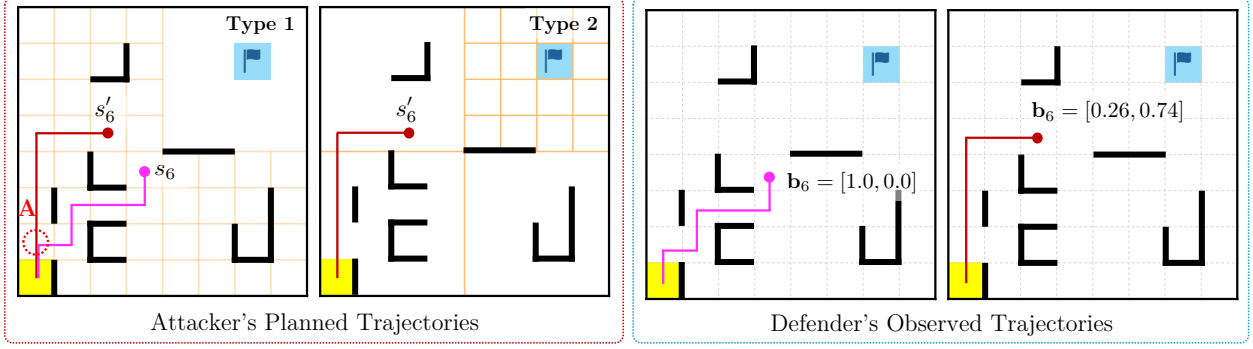 Type 1
Type 2
s′₆
s′₆
s₆
A
b₆ = [0.26, 0.74]
b₆ = [1.0, 0.0]
Attacker's Planned Trajectories
Defender's Observed Trajectories